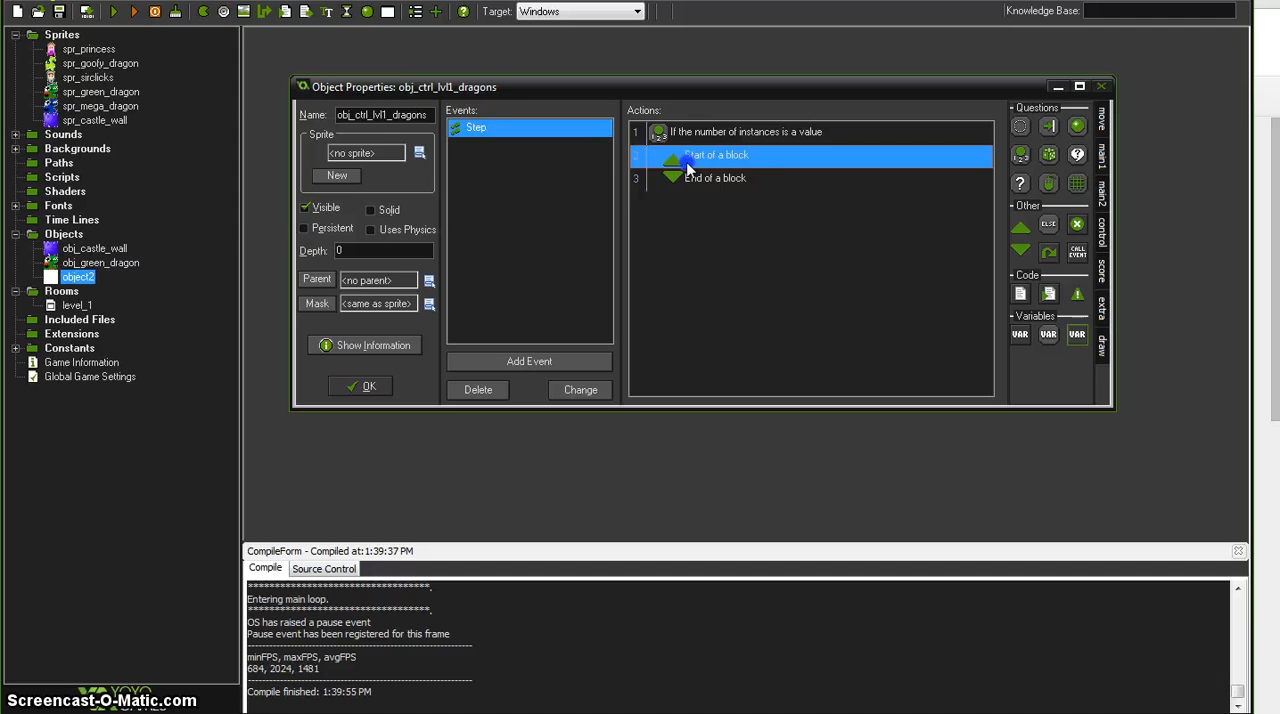 Target: Windows
Knowledge Base:
Sprites
spr_princess
spr_goofy_dragon
spr_sirclicks
spr_green_dragon
spr_mega_dragon
spr_castle_wall
Sounds
Backgrounds
Paths
Scripts
Shaders
Fonts
Time Lines
Objects
obj_castle_wall
obj_green_dragon
object2
Rooms
level_1
Included Files
Extensions
Constants
Game Information
Global Game Settings
Object Properties: obj_ctrl_lvl1_dragons
Name: obj_ctrl_lvl1_dragons
Sprite
<no sprite>
New
Visible
Solid
Persistent
Uses Physics
Depth: 0
Parent <no parent>
Mask <same as sprite>
Show Information
OK
Events:
Step
Add Event
Delete
Change
Actions:
1 If the number of instances is a value
2 Start of a block
3 End of a block
Questions
Other
ELSE
CALL EVENT
Code
Variables
VAR VAR VAR
move
main1
main2
control
score
extra
draw
CompileForm - Compiled at:1:39:37 PM
Compile
Source Control
Entering main loop.
OS has raised a pause event
Pause event has been registered for this frame
minFPS, maxFPS, avgFPS
684, 2024, 1481
Compile finished: 1:39:55 PM
Screencast-O-Matic.com